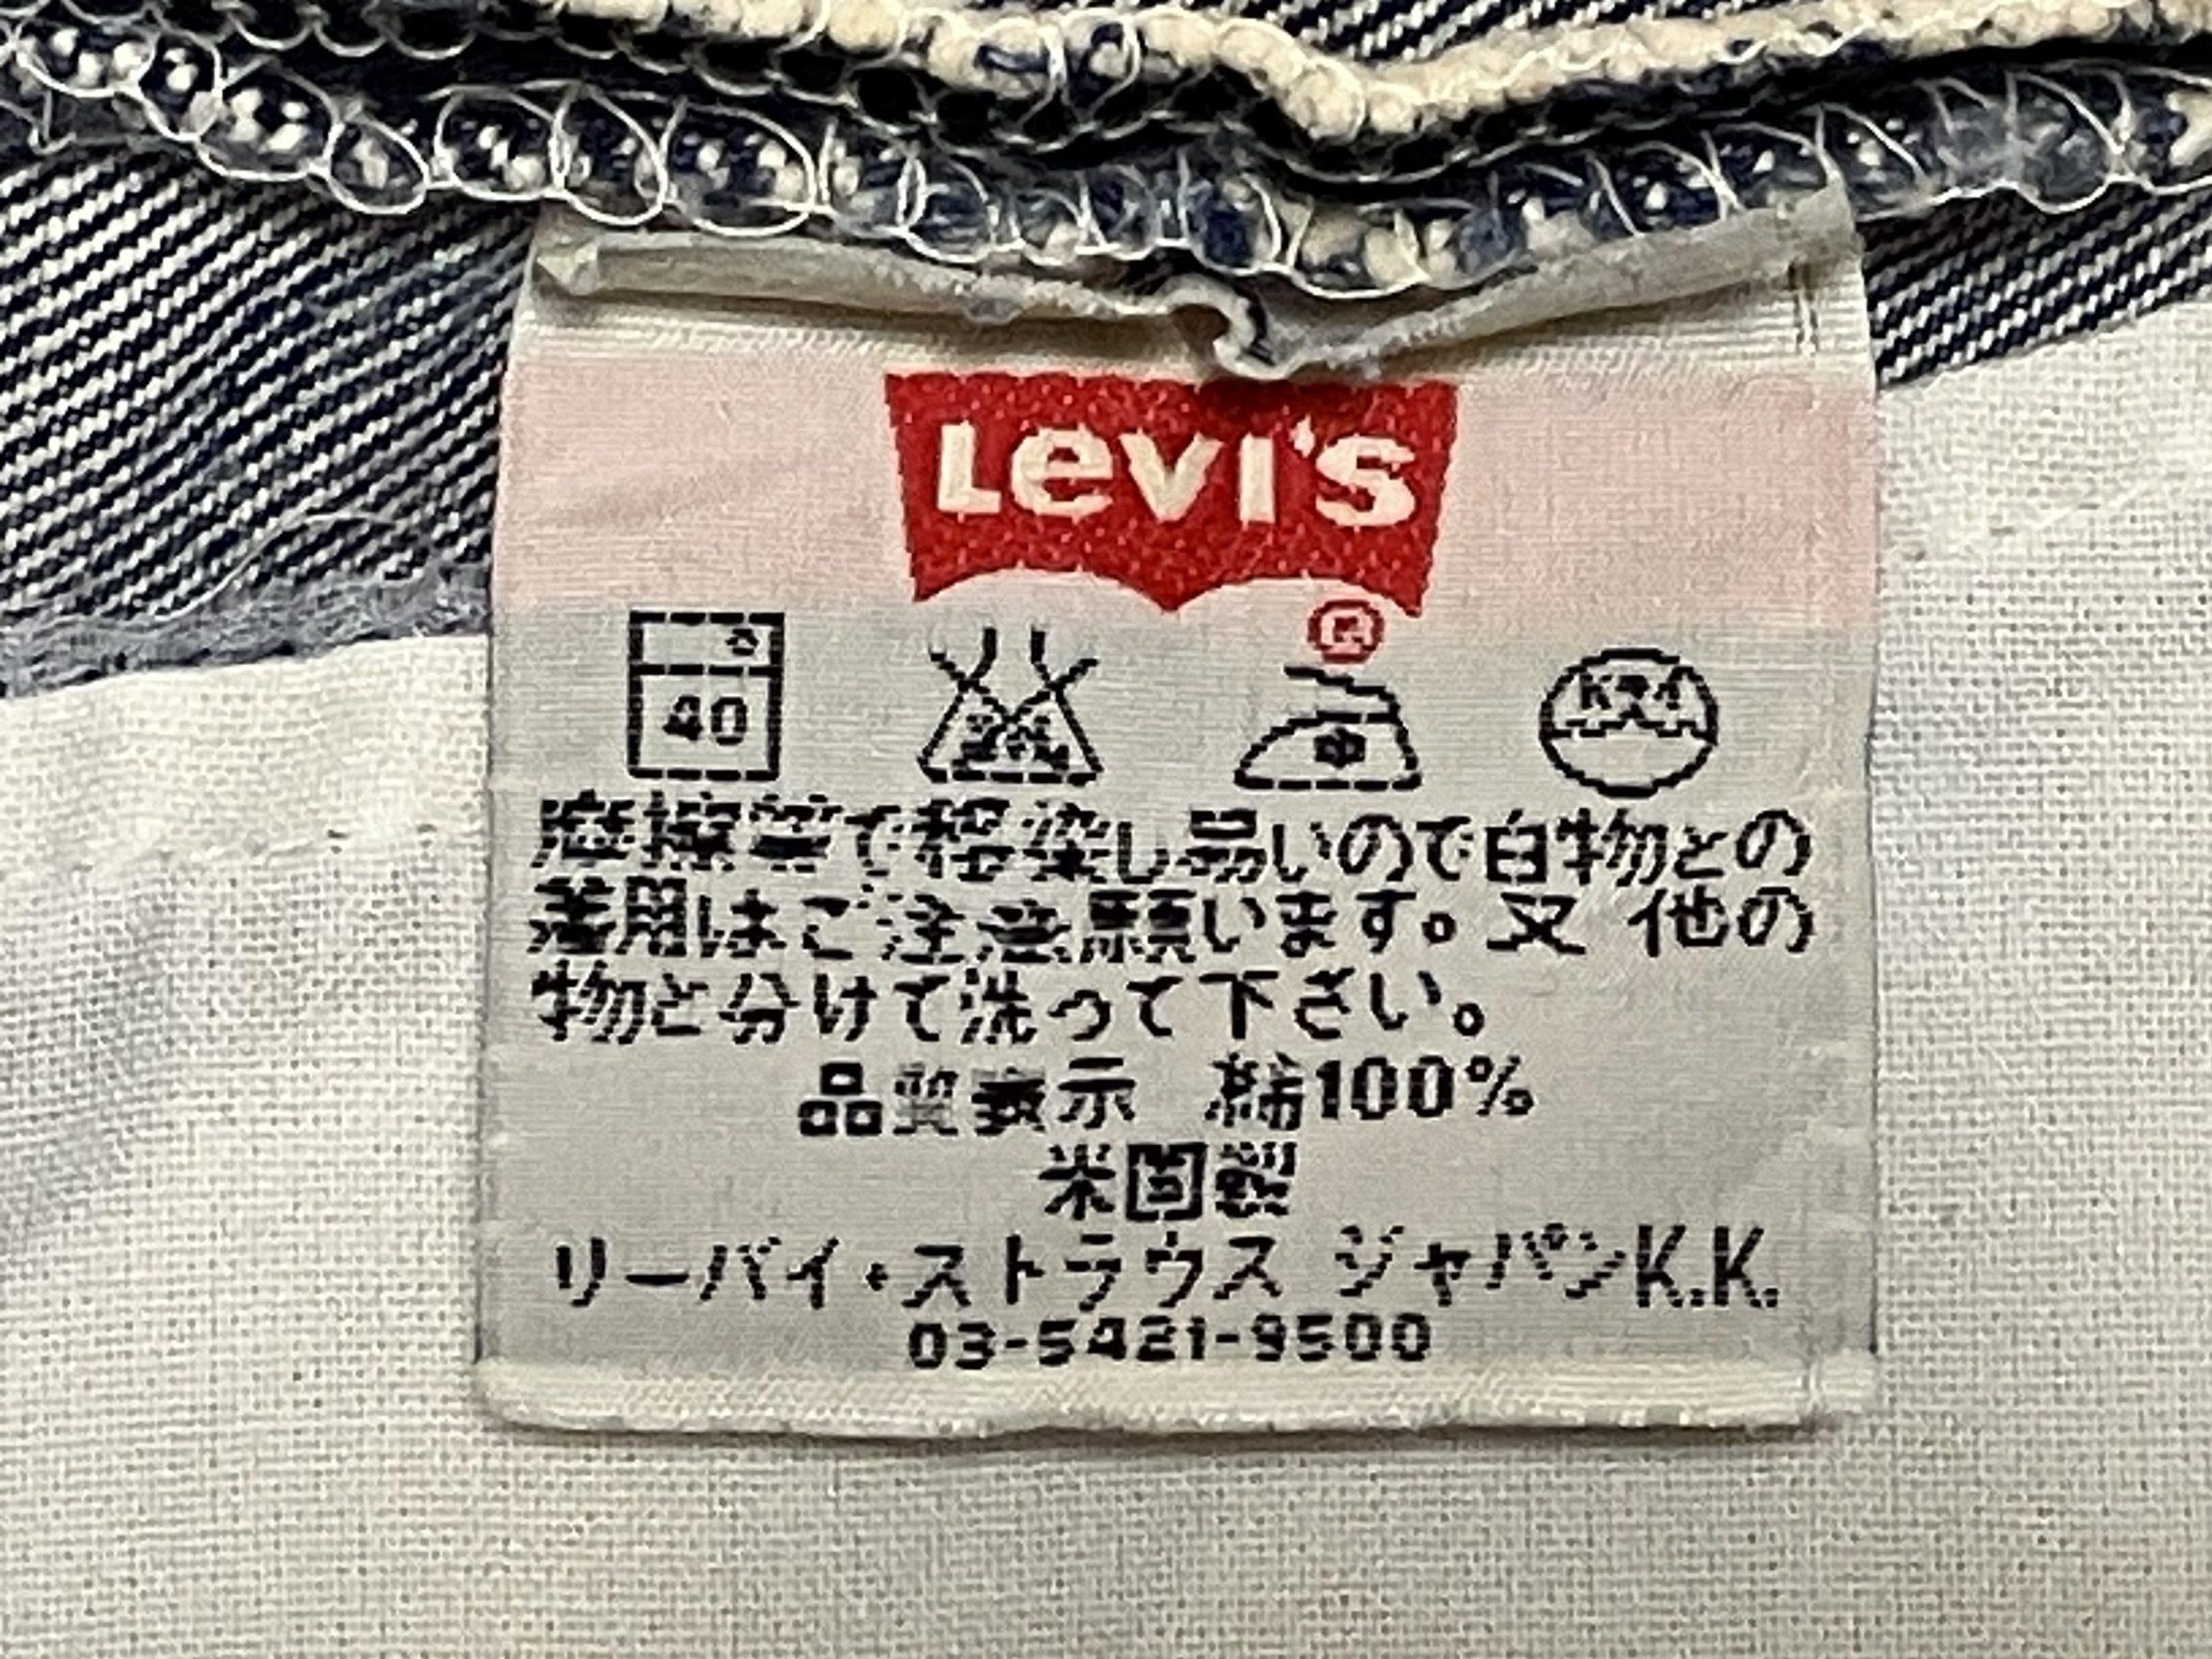 Levi's
®
40
中
ドライ
摩擦等で移染し易いので白物との
着用はご注意願います。又 他の
物と分けて洗って下さい。
品質表示 綿100%
米国製
リーバイ・ストラウス ジャパンK.K.
03-5421-9500